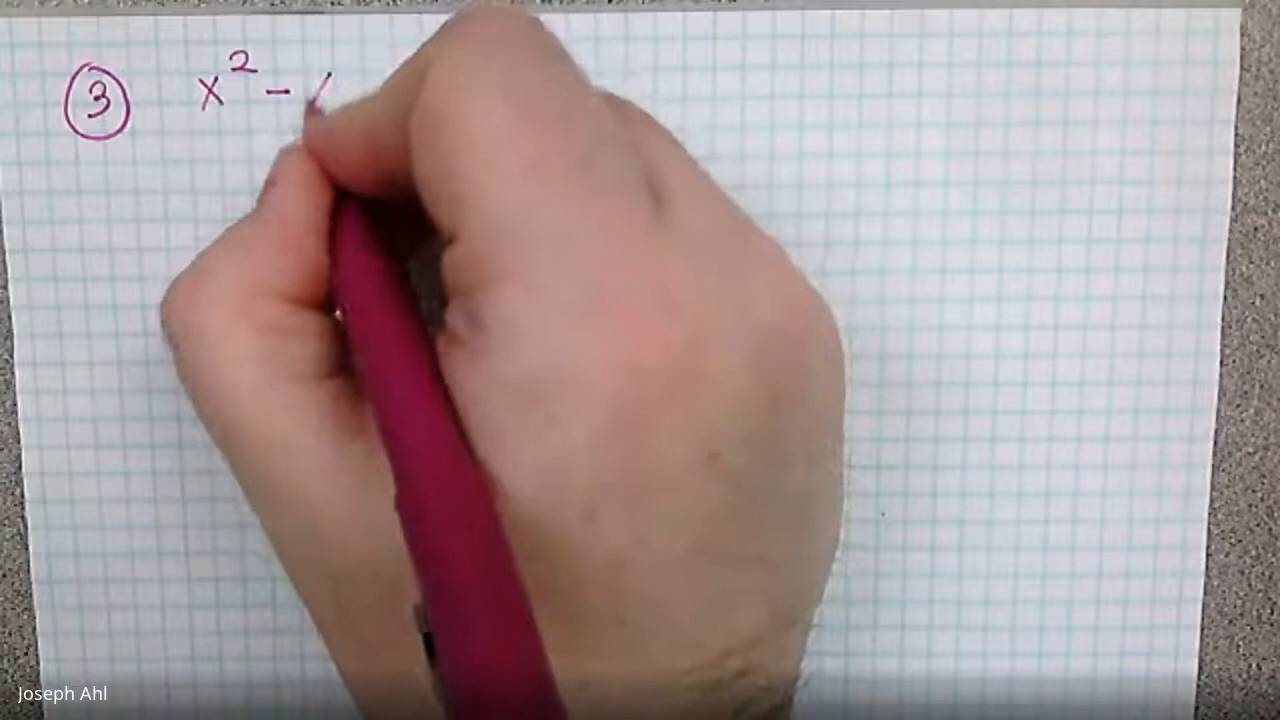 ③ x² -
Joseph Ahl